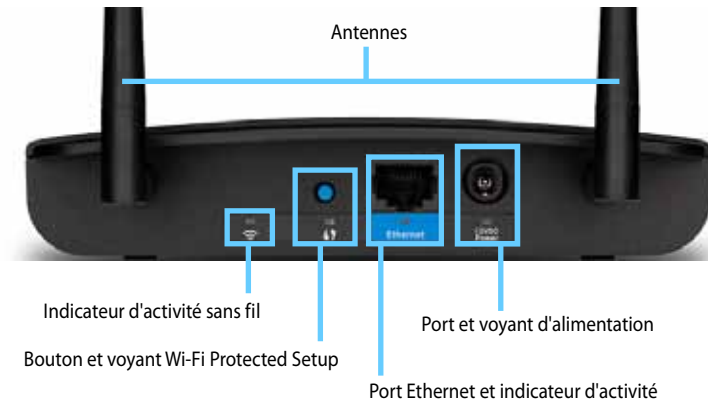 Antennes
Ethernet
12VDC
Power
Indicateur d'activité sans fil
Port et voyant d'alimentation
Bouton et voyant Wi-Fi Protected Setup
Port Ethernet et indicateur d'activité